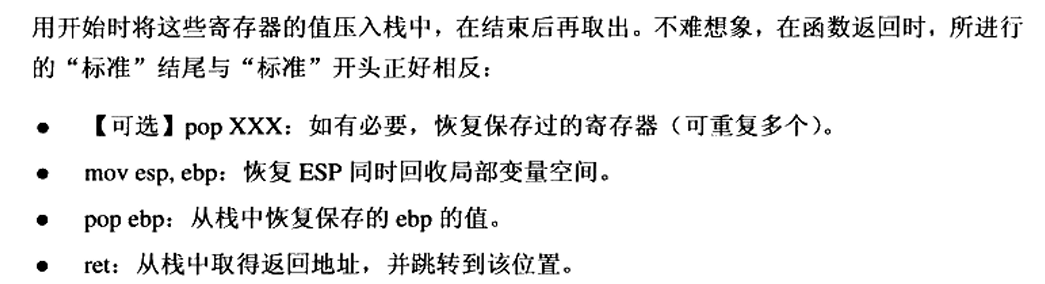 用开始时将这些寄存器的值压入栈中，在结束后再取出。不难想象，在函数返回时，所进行
的“标准”结尾与“标准”开头正好相反：
● 【可选】pop XXX：如有必要，恢复保存过的寄存器（可重复多个）。
● mov esp, ebp：恢复 ESP 同时回收局部变量空间。
● pop ebp：从栈中恢复保存的 ebp 的值。
● ret：从栈中取得返回地址，并跳转到该位置。